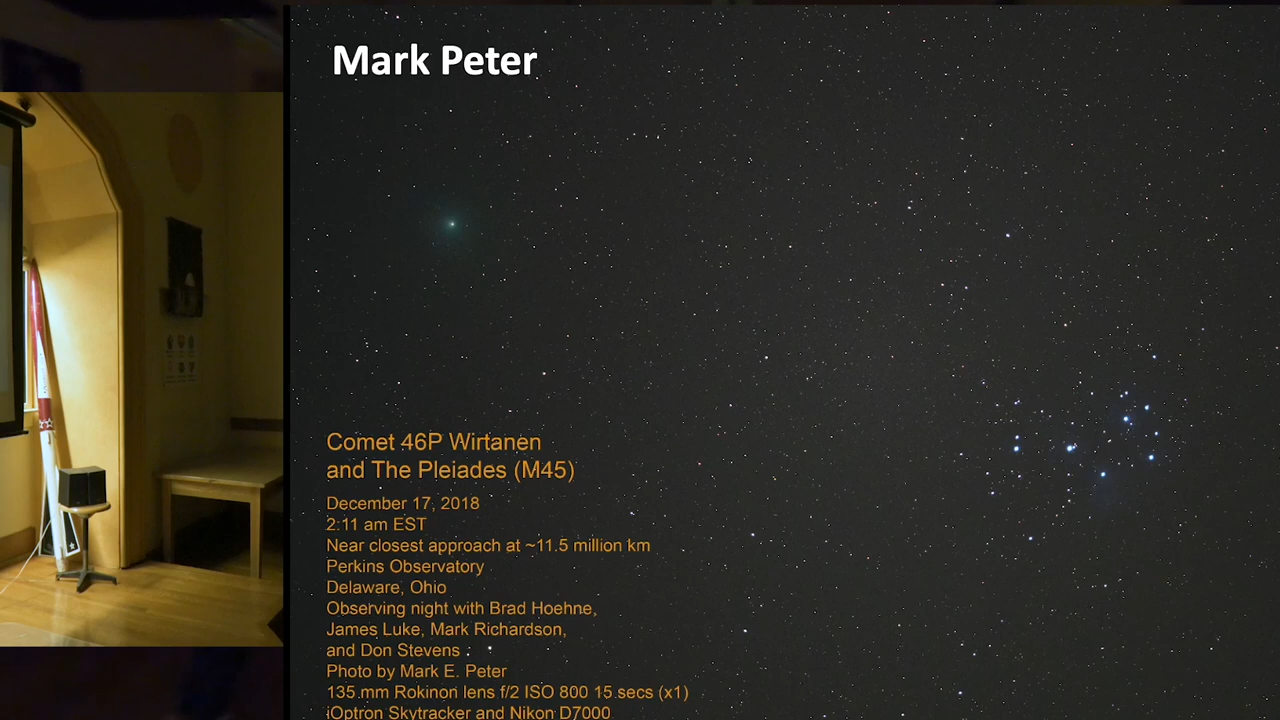 Mark Peter
Comet 46P Wirtanen
and The Pleiades (M45)
December 17, 2018
2:11 am EST
Near closest approach at ~11.5 million km
Perkins Observatory
Delaware, Ohio
Observing night with Brad Hoehne,
James Luke, Mark Richardson,
and Don Stevens
Photo by Mark E. Peter
135 mm Rokinon lens f/2 ISO 800 15 secs (x1)
iOptron Skytracker and Nikon D7000